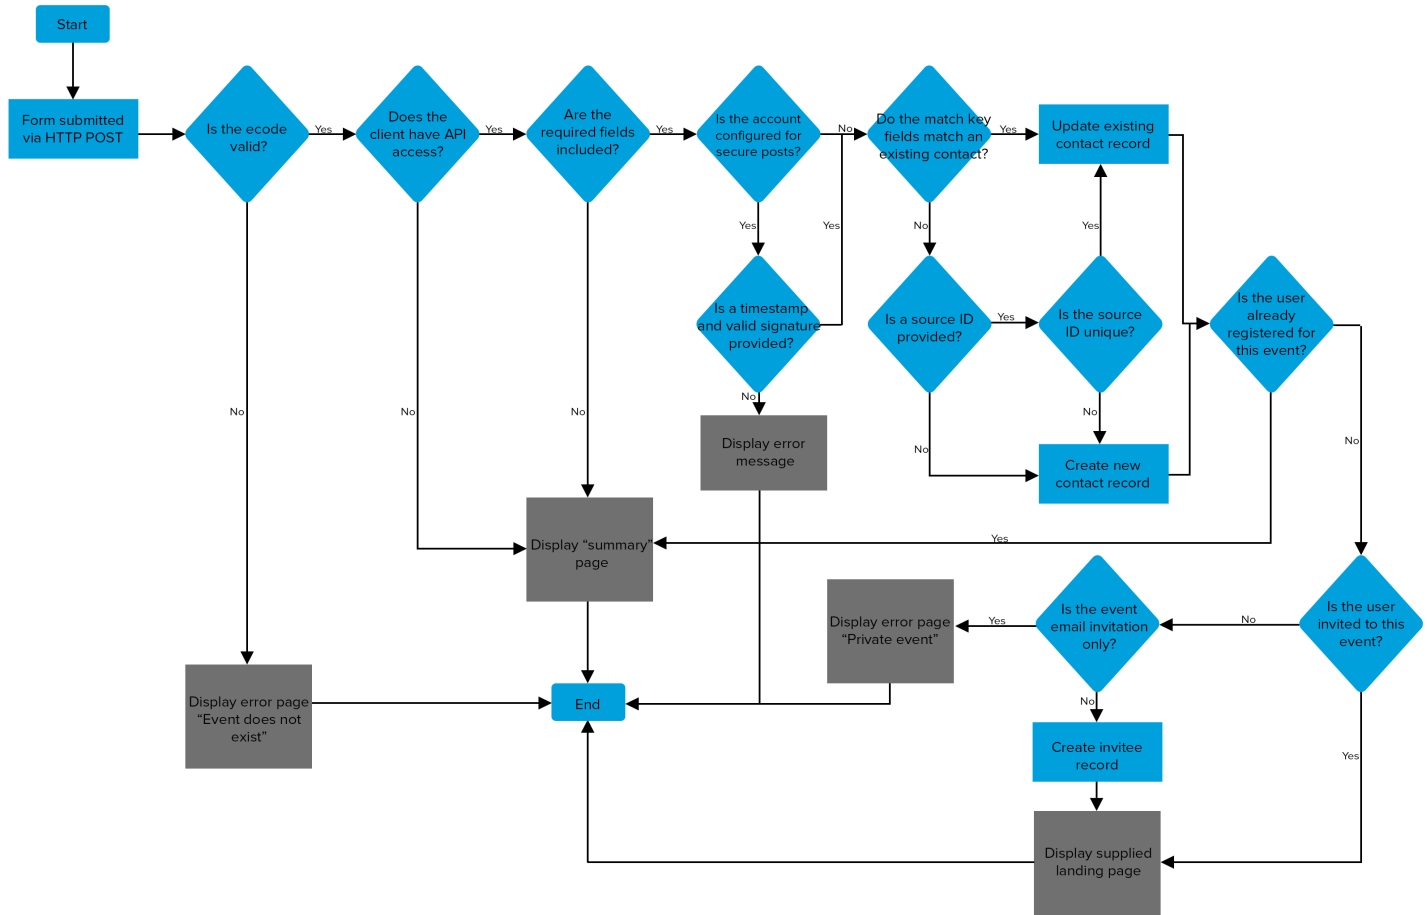 Start
Form submitted
via HTTP POST
Is the ecode
valid?
Yes
Does the
client have API
access?
Yes
Are the
required fields
included?
Yes
Is the account
configured for
secure posts?
No
Do the match key
fields match an
existing contact?
Yes
Update existing
contact record
Yes
Yes
No
Yes
Is a timestamp
and valid signature
provided?
Is a source ID
provided?
Yes
Is the source
ID unique?
Is the user
already
registered for
this event?
No
No
No
No
No
No
No
Display error
message
Create new
contact record
Yes
Display “summary”
page
Display error page
“Private event”
Yes
Is the event
email invitation
only?
No
Is the user
invited to this
event?
Display error page
“Event does not
exist”
End
No
Create invitee
record
Yes
Display supplied
landing page